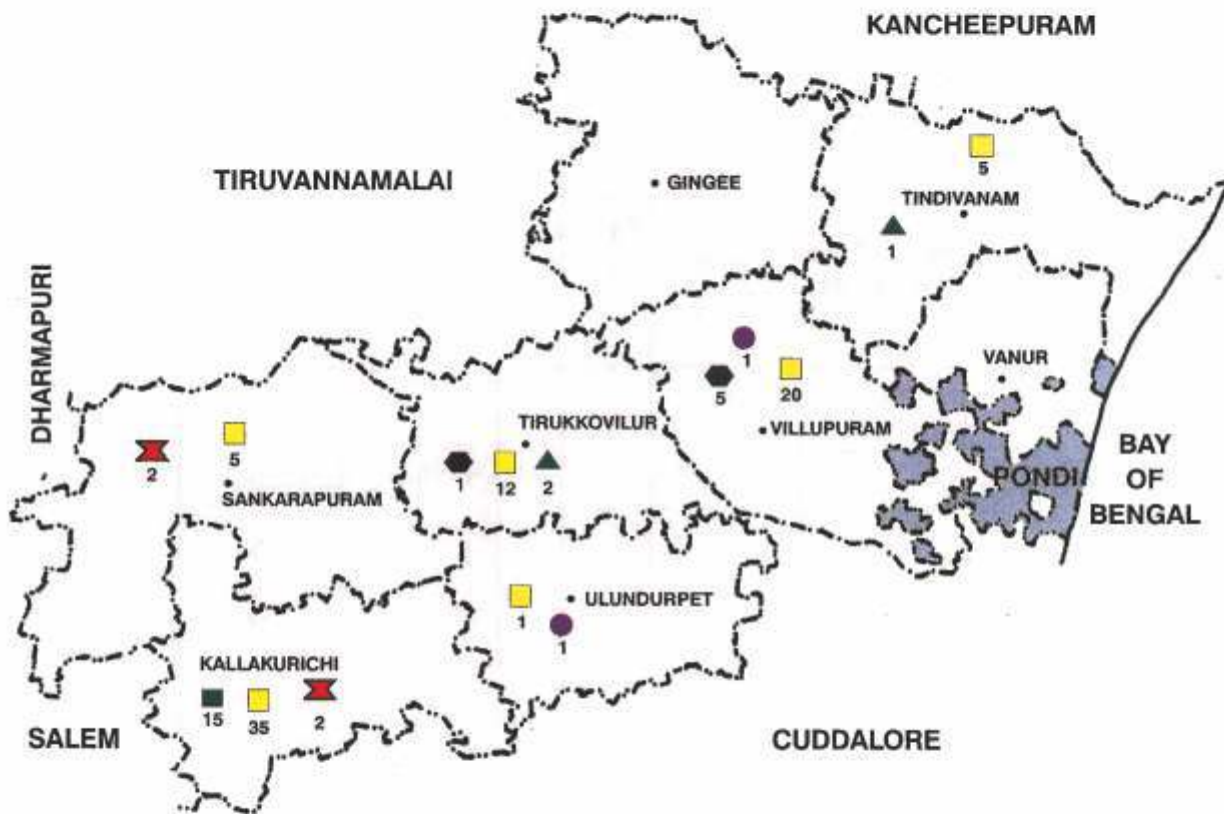 KANCHEEPURAM
5
TIRUVANNAMALAI
GINGEE
TINDIVANAM
1
DHARMAPURI
1
VANUR
5
20
TIRUKKOVILUR
VILLUPURAM
5
2
BAY
OF
BENGAL
PONDI
1
12
2
SANKARAPURAM
1
ULUNDURPET
1
KALLAKURICHI
15
35
2
SALEM
CUDDALORE